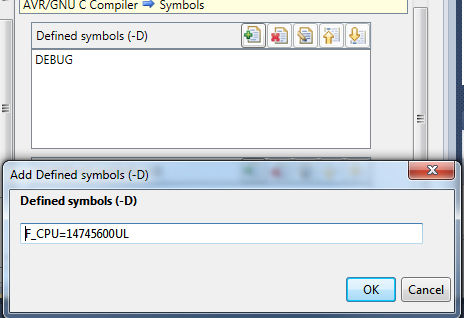 AVR/GNU C Compiler ➡ Symbols
Defined symbols (-D)
DEBUG
Add Defined symbols (-D)
Defined symbols (-D)
F_CPU=14745600UL
OK
Cancel